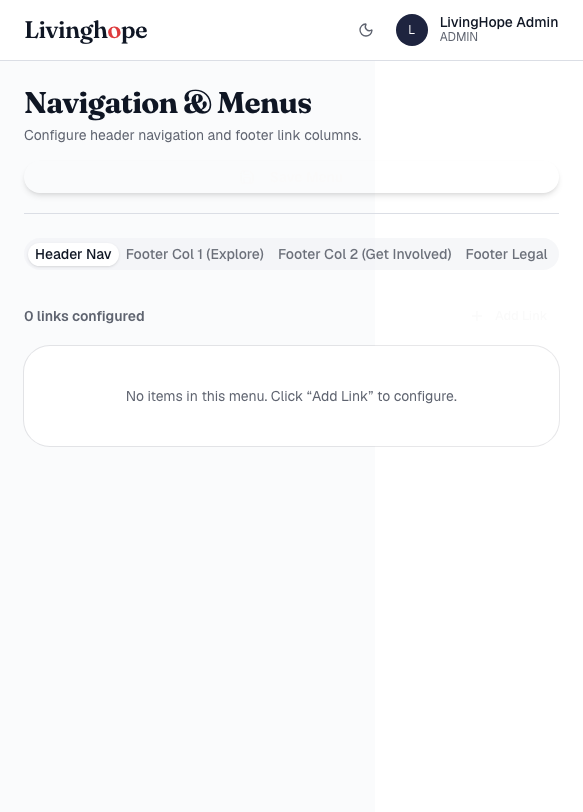 Livinghope
L
LivingHope Admin
ADMIN
Navigation & Menus
Configure header navigation and footer link columns.
Header Nav
Footer Col 1 (Explore)
Footer Col 2 (Get Involved)
Footer Legal
0 links configured
+ Add Link
No items in this menu. Click “Add Link” to configure.